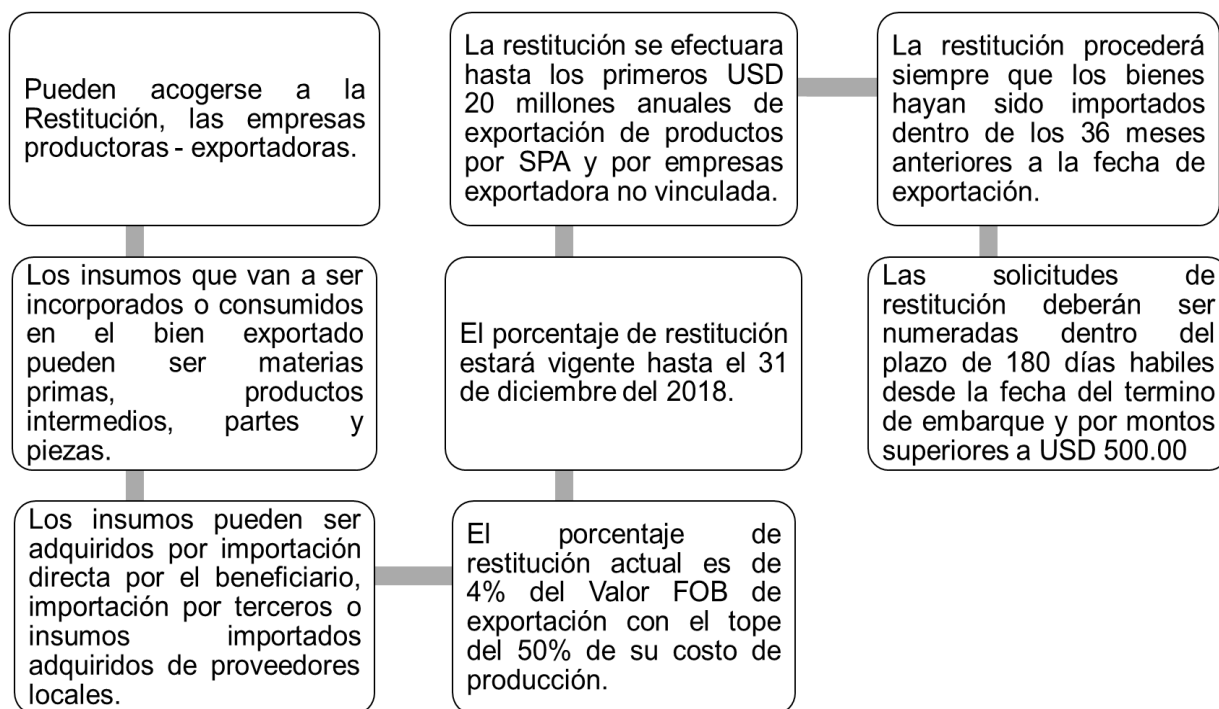 Pueden acogerse a la
Restitución, las empresas
productoras - exportadoras.
Los insumos que van a ser
incorporados o consumidos
en el bien exportado
pueden ser materias
primas, productos
intermedios, partes y
piezas.
Los insumos pueden ser
adquiridos por importación
directa por el beneficiario,
importación por terceros o
insumos importados
adquiridos de proveedores
locales.
El porcentaje de
restitución actual es de
4% del Valor FOB de
exportación con el tope
del 50% de su costo de
producción.
El porcentaje de restitución
estará vigente hasta el 31
de diciembre del 2018.
La restitución se efectuara
hasta los primeros USD
20 millones anuales de
exportación de productos
por SPA y por empresas
exportadora no vinculada.
La restitución procederá
siempre que los bienes
hayan sido importados
dentro de los 36 meses
anteriores a la fecha de
exportación.
Las solicitudes de
restitución deberán ser
numeradas dentro del
plazo de 180 días habiles
desde la fecha del termino
de embarque y por montos
superiores a USD 500.00